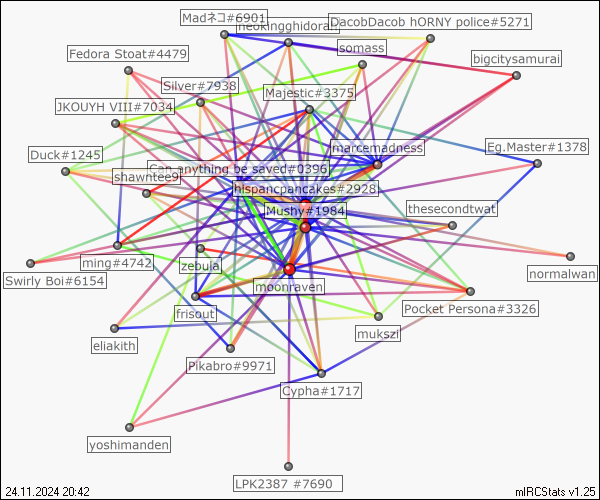 Madネコ#6901
neokingghidorah
DacobDacob hORNY police#5271
somass
Fedora Stoat#4479
bigcitysamurai
Silver#7938
Majestic#3375
JKOUYH VIII#7034
marcemadness
Eg.Master#1378
Duck#1245
Can anything be saved#0396
shawntee9
hispancpancakes#2928
Mushy#1984
thesecondtwat
ming#4742
zebula
normalwan
Swirly Boi#6154
moonraven
frisout
Pocket Persona#3326
mukszi
eliakith
Pikabro#9971
Cypha#1717
yoshimanden
LPK2387 #7690
24.11.2024 20:42
mIRCStats v1.25